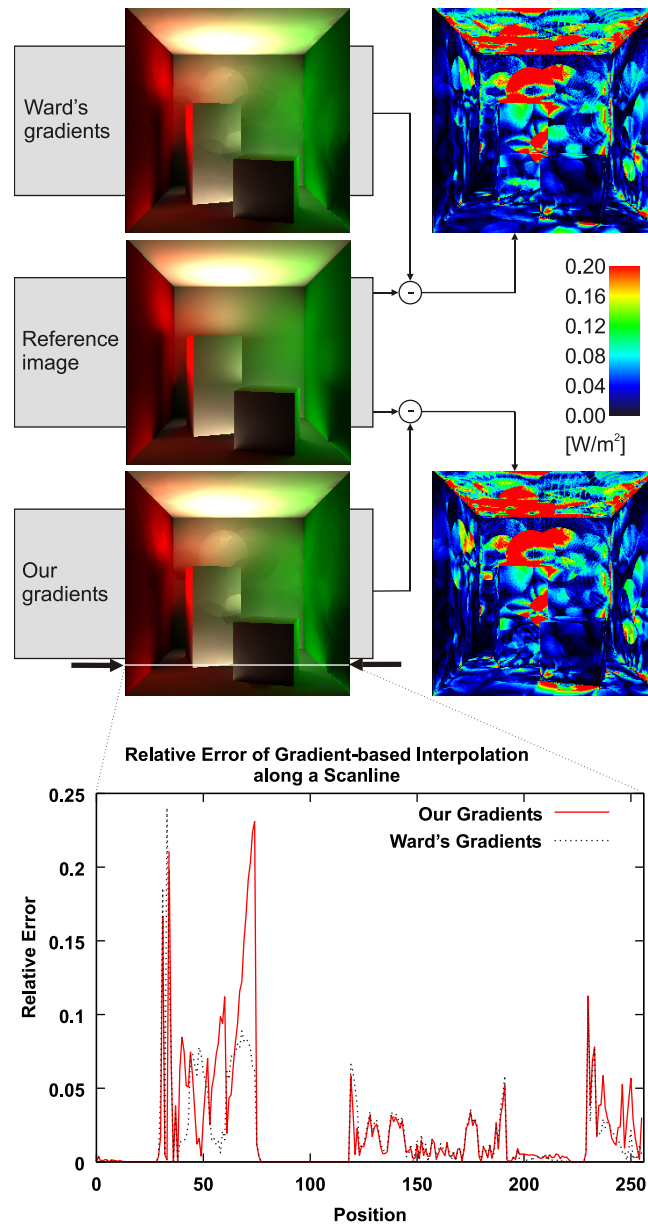 Ward's
gradients
-
Reference
image
-
0.20
0.16
0.12
0.08
0.04
0.00
[W/m²]
Our
gradients
Relative Error of Gradient-based Interpolation
along a Scanline
Our Gradients
Ward's Gradients
Relative Error
0.25
0.2
0.15
0.1
0.05
0
0 50 100 150 200 250
Position